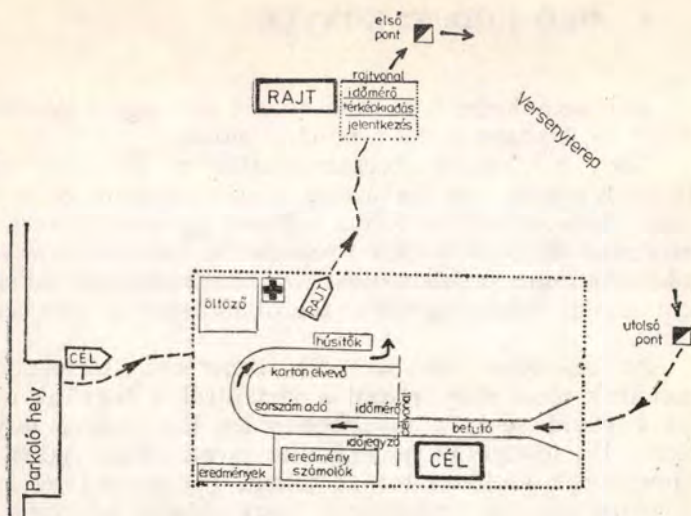 első
pont
RAJT
rajtvonal
időmérő
térképkiadás
jelentkezés
Versenyterep
öltöző
RAJT
CÉL
hűsítők
utolsó
pont
karton elvevő
sorszám adó
időmérő
célvonal
befutó
időjegyző
CÉL
eredmény
számolók
eredmények
Parkoló hely